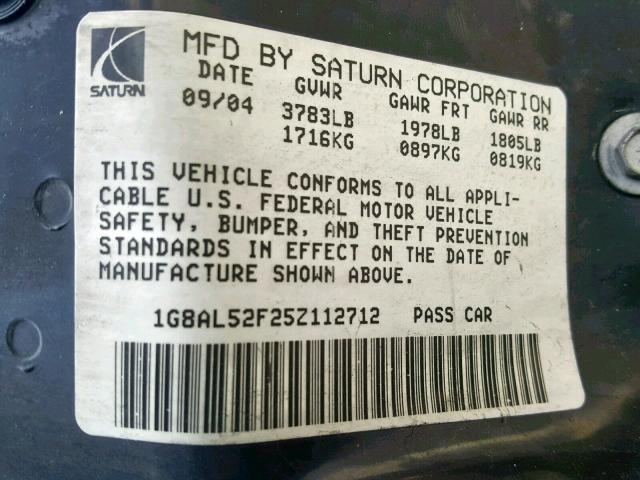 SATURN
MFD BY SATURN CORPORATION
DATE GVWR GAWR FRT GAWR RR
09/04 3783LB 1978LB 1805LB
1716KG 0897KG 0819KG
THIS VEHICLE CONFORMS TO ALL APPLI-
CABLE U.S. FEDERAL MOTOR VEHICLE
SAFETY, BUMPER, AND THEFT PREVENTION
STANDARDS IN EFFECT ON THE DATE OF
MANUFACTURE SHOWN ABOVE.
1G8AL52F25Z112712 PASS CAR